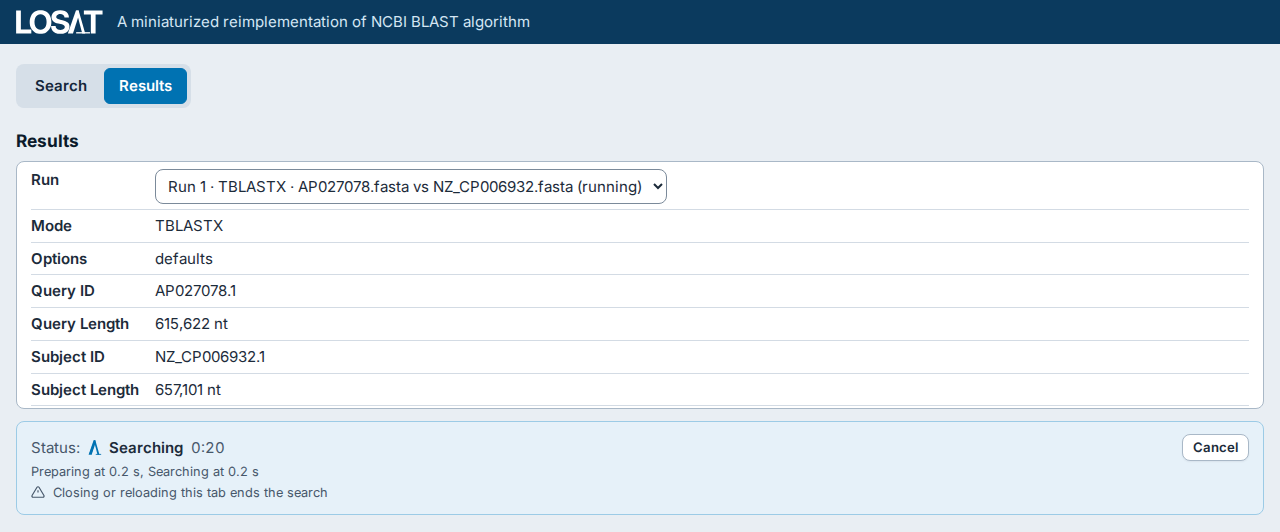 LOSAT A miniaturized reimplementation of NCBI BLAST algorithm
Search Results
Results
Run Run 1 · TBLASTX · AP027078.fasta vs NZ_CP006932.fasta (running)
Mode TBLASTX
Options defaults
Query ID AP027078.1
Query Length 615,622 nt
Subject ID NZ_CP006932.1
Subject Length 657,101 nt
Status: Searching 0:20 Cancel
Preparing at 0.2 s, Searching at 0.2 s
Closing or reloading this tab ends the search